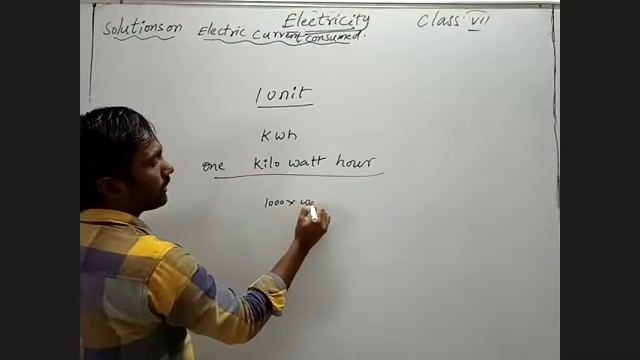 Electricity Class VII
Solutions on Electric Current consumed.
1 Unit
Kwh
one Kilo watt hour
1000 x